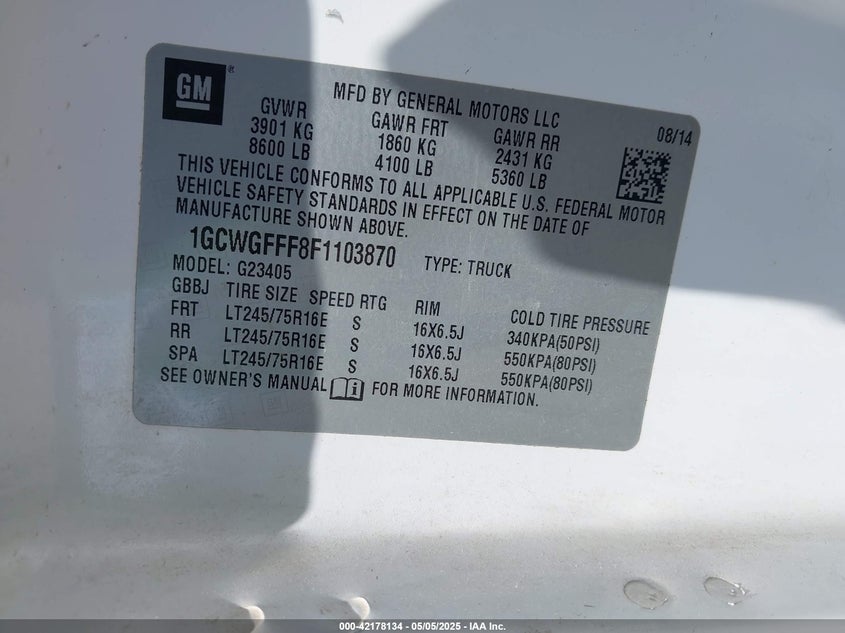 GM®
MFD BY GENERAL MOTORS LLC
08/14
GVWR GAWR FRT GAWR RR
3901 KG 1860 KG 2431 KG
8600 LB 4100 LB 5360 LB
THIS VEHICLE CONFORMS TO ALL APPLICABLE U.S. FEDERAL MOTOR
VEHICLE SAFETY STANDARDS IN EFFECT ON THE DATE OF
MANUFACTURE SHOWN ABOVE.
1GCWGFFF8F1103870 TYPE: TRUCK
MODEL: G23405
GBBJ TIRE SIZE SPEED RTG RIM COLD TIRE PRESSURE
FRT LT245/75R16E S 16X6.5J 340KPA(50PSI)
RR LT245/75R16E S 16X6.5J 550KPA(80PSI)
SPA LT245/75R16E S 16X6.5J 550KPA(80PSI)
SEE OWNER'S MANUAL i FOR MORE INFORMATION.
000-42178134 - 05/05/2025 - IAA Inc.